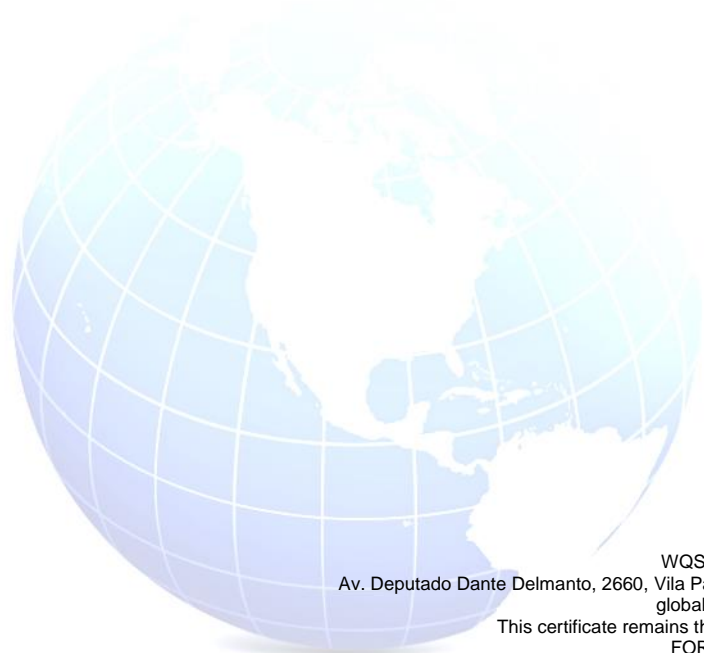 WQS
Av. Deputado Dante Delmanto, 2660, Vila Pa
global
This certificate remains th
FOR